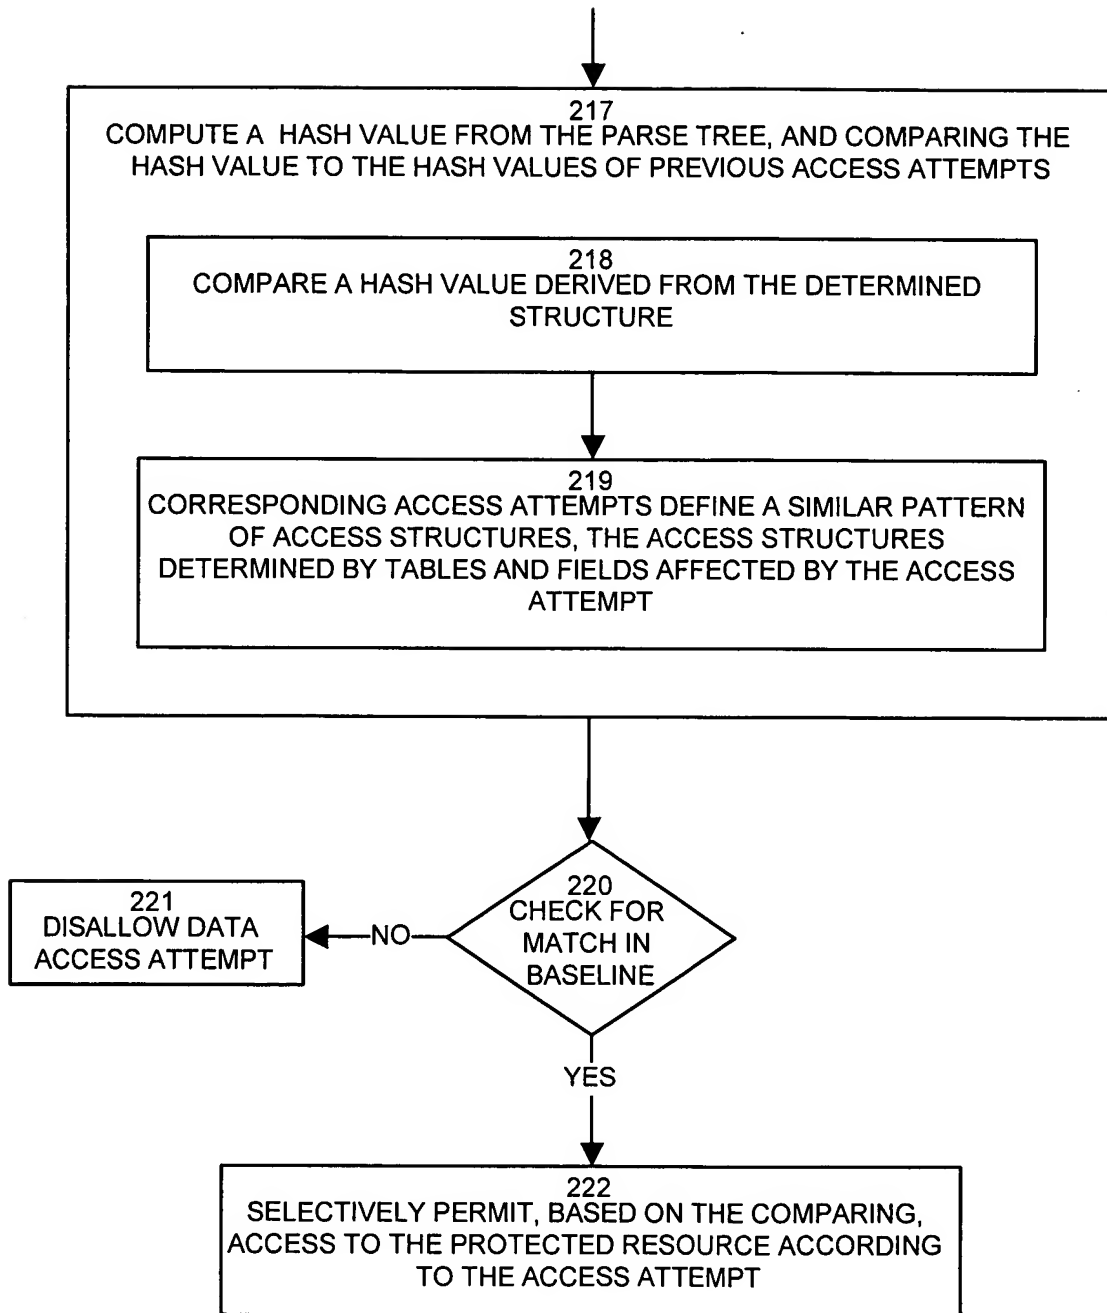 217
COMPUTE A HASH VALUE FROM THE PARSE TREE, AND COMPARING THE
HASH VALUE TO THE HASH VALUES OF PREVIOUS ACCESS ATTEMPTS
218
COMPARE A HASH VALUE DERIVED FROM THE DETERMINED
STRUCTURE
219
CORRESPONDING ACCESS ATTEMPTS DEFINE A SIMILAR PATTERN
OF ACCESS STRUCTURES, THE ACCESS STRUCTURES
DETERMINED BY TABLES AND FIELDS AFFECTED BY THE ACCESS
ATTEMPT
220
CHECK FOR
MATCH IN
BASELINE
NO
221
DISALLOW DATA
ACCESS ATTEMPT
YES
222
SELECTIVELY PERMIT, BASED ON THE COMPARING,
ACCESS TO THE PROTECTED RESOURCE ACCORDING
TO THE ACCESS ATTEMPT